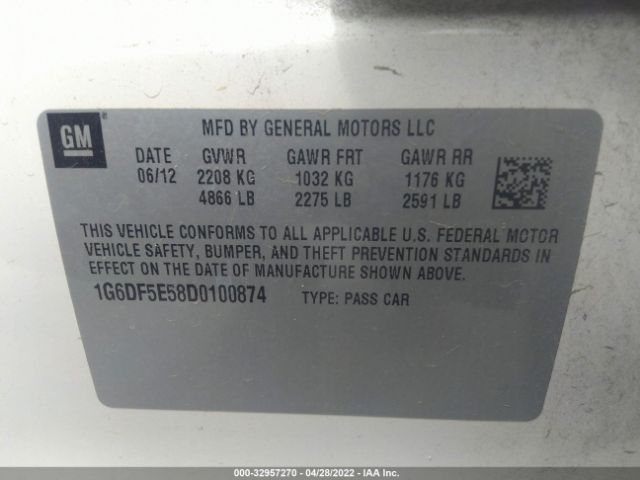 GM ®
MFD BY GENERAL MOTORS LLC
DATE GVWR GAWR FRT GAWR RR
06/12 2208 KG 1032 KG 1176 KG
4866 LB 2275 LB 2591 LB
THIS VEHICLE CONFORMS TO ALL APPLICABLE U.S. FEDERAL MOTOR
VEHICLE SAFETY, BUMPER, AND THEFT PREVENTION STANDARDS
IN EFFECT ON THE DATE OF MANUFACTURE SHOWN ABOVE.
1G6DF5E58D0100874 TYPE: PASS CAR
000-32957270 - 04/28/2022 - IAA Inc.